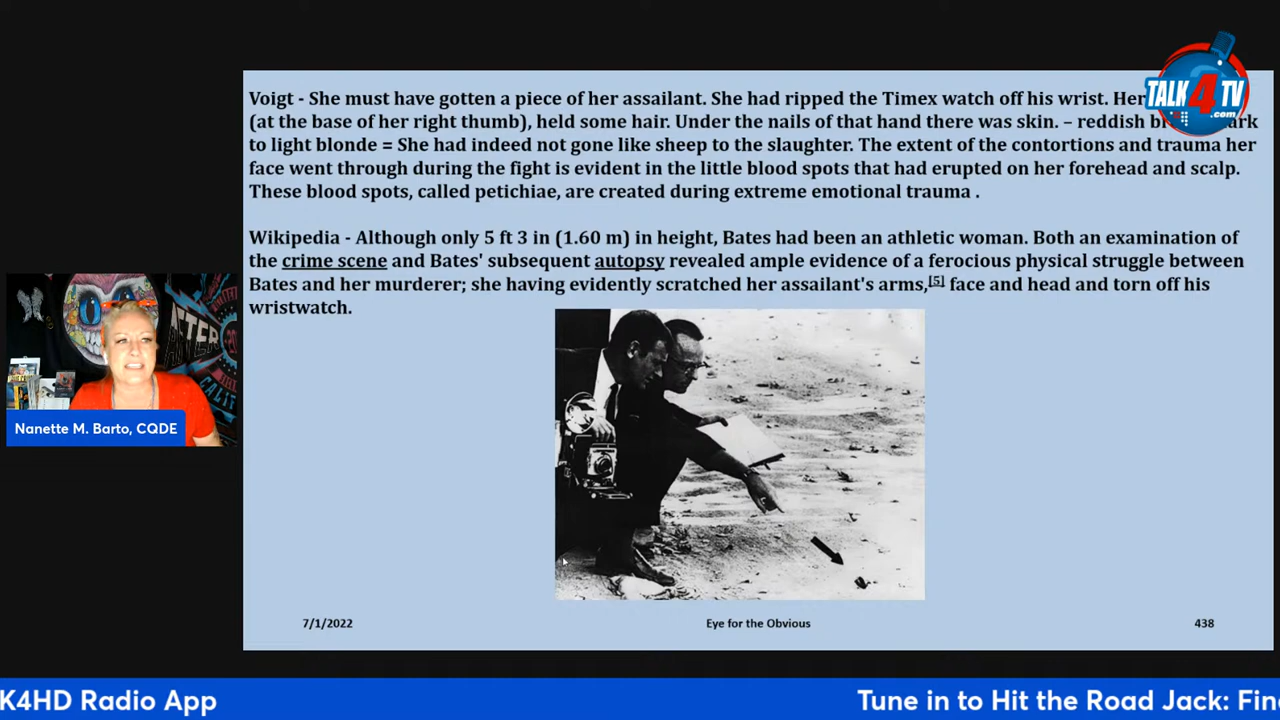 Voigt - She must have gotten a piece of her assailant. She had ripped the Timex watch off his wrist. Her
(at the base of her right thumb), held some hair. Under the nails of that hand there was skin. – reddish ark
to light blonde = She had indeed not gone like sheep to the slaughter. The extent of the contortions and trauma her
face went through during the fight is evident in the little blood spots that had erupted on her forehead and scalp.
These blood spots, called petichiae, are created during extreme emotional trauma .
Wikipedia - Although only 5 ft 3 in (1.60 m) in height, Bates had been an athletic woman. Both an examination of
the crime scene and Bates' subsequent autopsy revealed ample evidence of a ferocious physical struggle between
Bates and her murderer; she having evidently scratched her assailant's arms,[5] face and head and torn off his
wristwatch.
TALK 4 TV
.com
AFTER
CALIF
Nanette M. Barto, CQDE
7/1/2022 Eye for the Obvious 438
K4HD Radio App Tune in to Hit the Road Jack: Fin